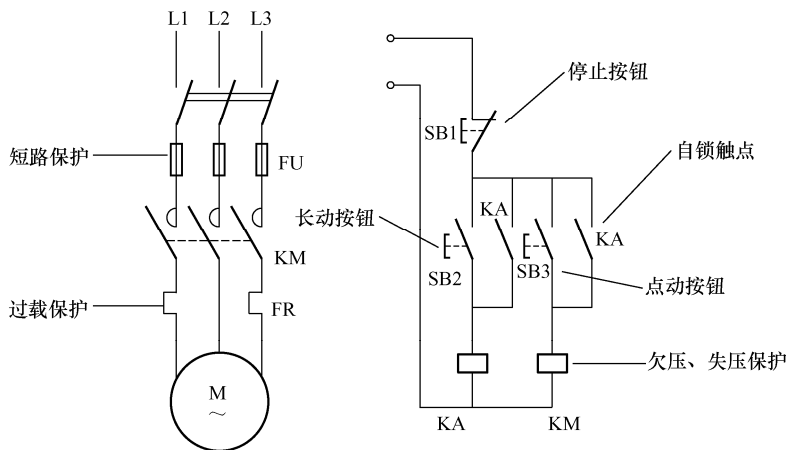 L1 L2 L3
短路保护
FU
KM
过载保护
FR
M
~
停止按钮
SB1
自锁触点
长动按钮
KA
KA
SB2
SB3
点动按钮
欠压、失压保护
KA
KM